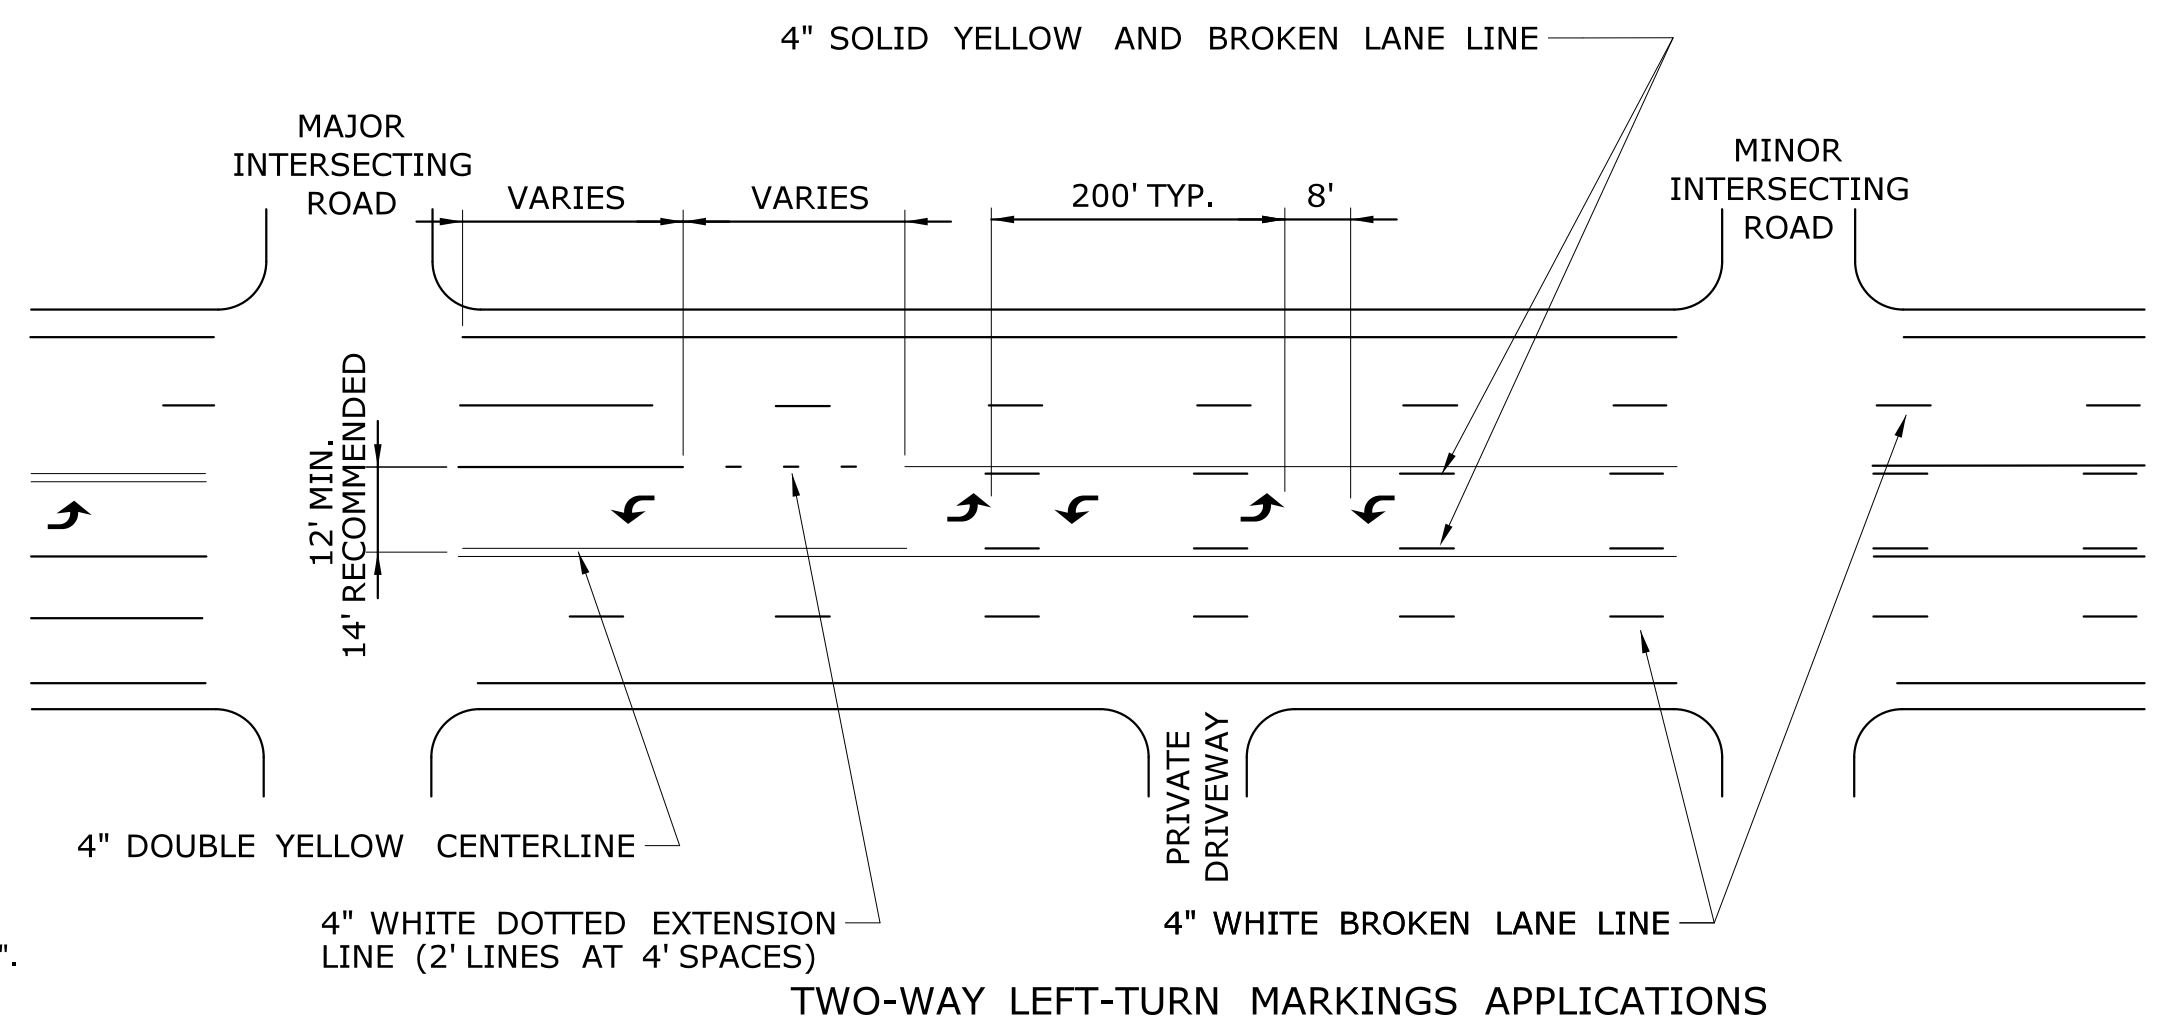 4" SOLID YELLOW AND BROKEN LANE LINE
MAJOR
INTERSECTING
ROAD
VARIES
VARIES
200' TYP.
8'
MINOR
INTERSECTING
ROAD
12' MIN.
14' RECOMMENDED
PRIVATE
DRIVEWAY
4" DOUBLE YELLOW CENTERLINE
4" WHITE DOTTED EXTENSION
LINE (2' LINES AT 4' SPACES)
4" WHITE BROKEN LANE LINE
".
TWO-WAY LEFT-TURN MARKINGS APPLICATIONS